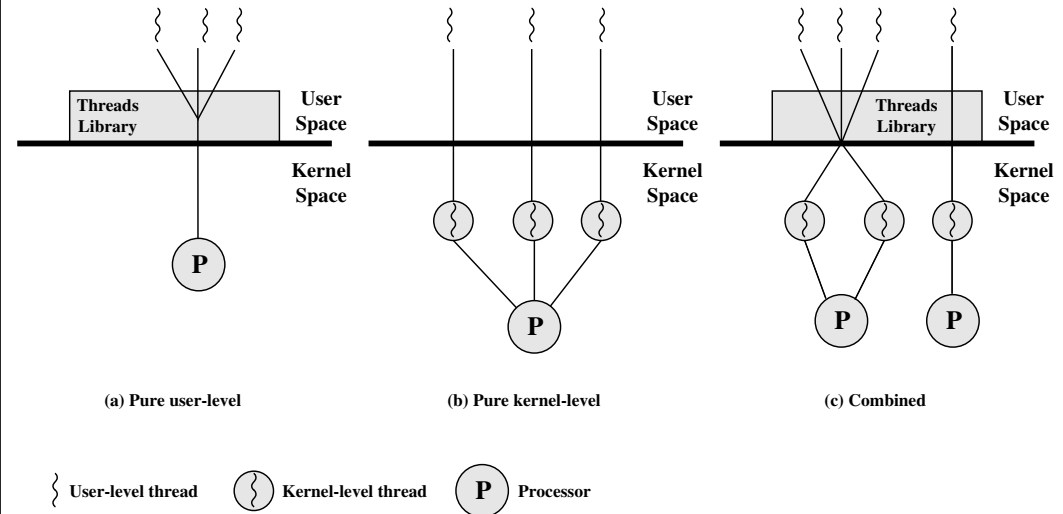 Threads
Library
User
Space
Kernel
Space
P
(a) Pure user-level
User
Space
Kernel
Space
P
(b) Pure kernel-level
Threads
Library
User
Space
Kernel
Space
P
P
(c) Combined
User-level thread
Kernel-level thread
P
Processor